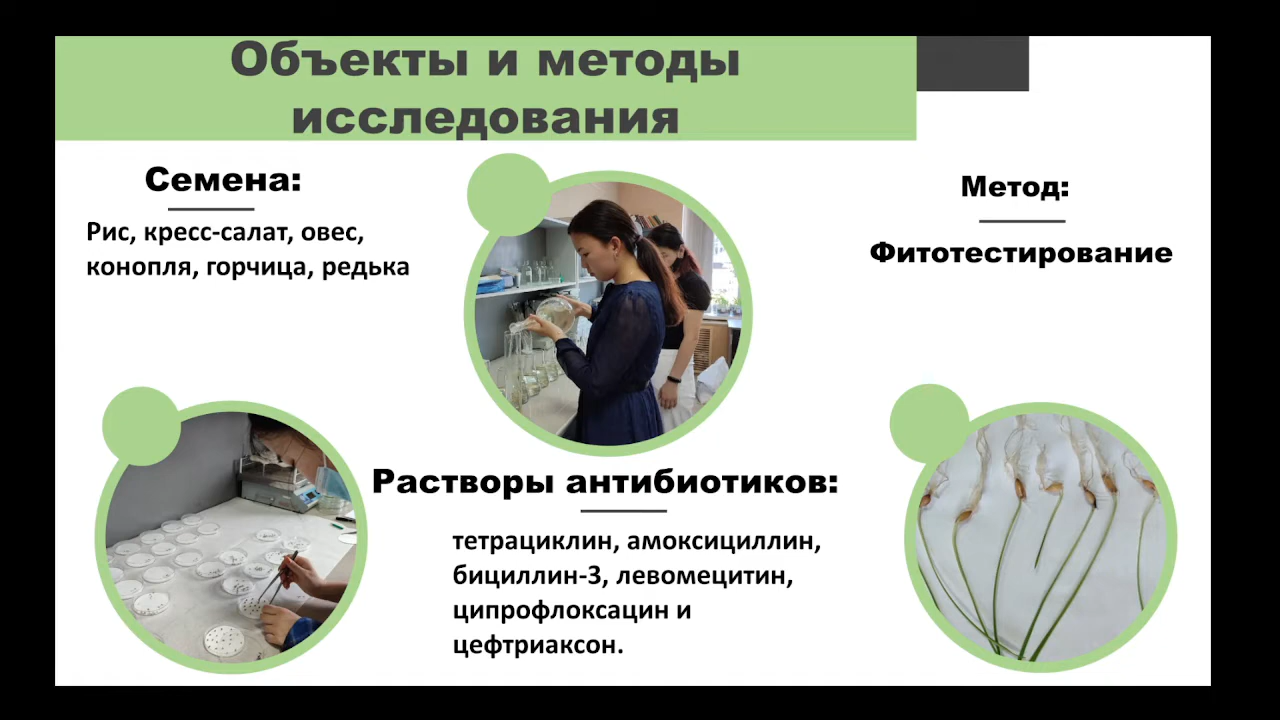 Объекты и методы
исследования
Семена:
Рис, кресс-салат, овес,
конопля, горчица, редька
Метод:
Фитотестирование
Растворы антибиотиков:
тетрациклин, амоксициллин,
бициллин-3, левомецитин,
ципрофлоксацин и
цефтриаксон.